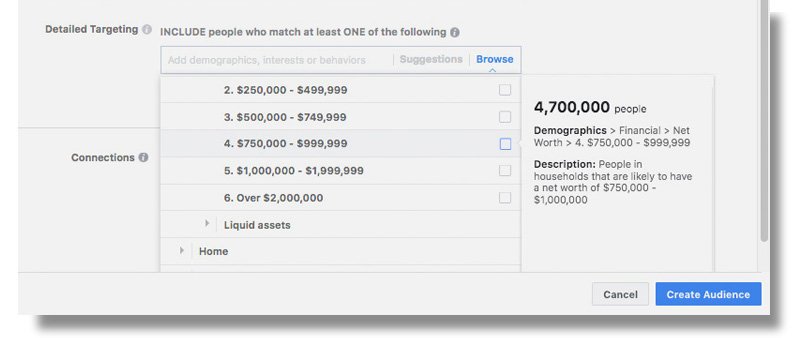 Detailed Targeting
INCLUDE people who match at least ONE of the following
Add demographics, interests or behaviors
Suggestions
Browse
2. $250,000 - $499,999
3. $500,000 - $749,999
4. $750,000 - $999,999
5. $1,000,000 - $1,999,999
6. Over $2,000,000
Liquid assets
Home
4,700,000 people
Demographics > Financial > Net
Worth > 4. $750,000 - $999,999
Description: People in
households that are likely to have
a net worth of $750,000 -
$1,000,000
Connections
Cancel
Create Audience